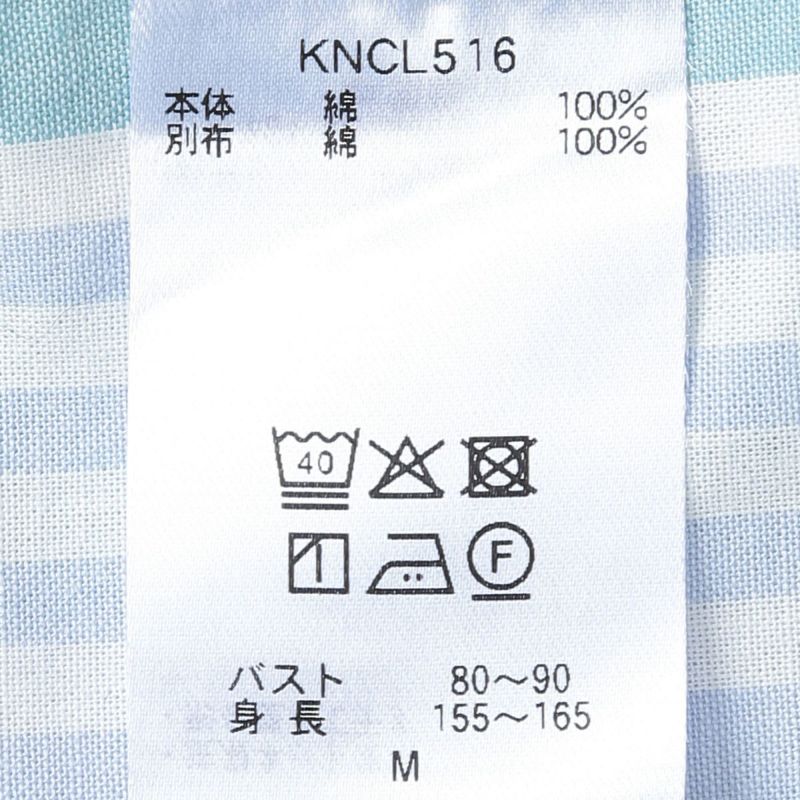 KNCL516
本体 綿 100%
別布 綿 100%
40
F
バスト 80～90
身長 155～165
M